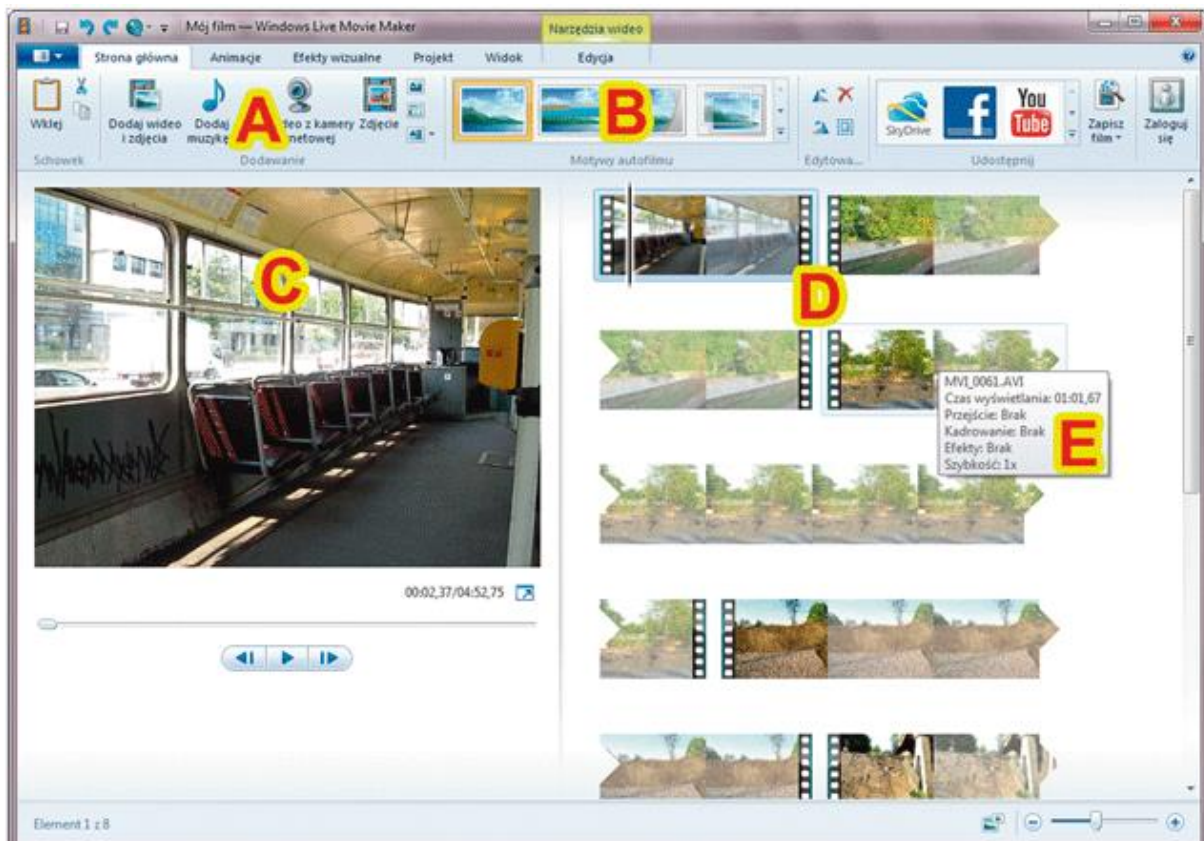 Mój film — Windows Live Movie Maker
Narzędzia wideo
Strona główna Animacje Efekty wizualne Projekt Widok Edycja
Wklej
Dodaj wideo
i zdjęcia
Dodaj
muzykę
A
wideo z kamery
netowej
Zdjęcie
B
SkyDrive
f
You
Tube
Zapisz
film
Zaloguj
się
Schowek Dodawanie Motywy autofilmu Edytowa... Udostępnij
C
D
MVI_0061.AVI
Czas wyświetlania: 01:01,67
Przejście: Brak
Kadrowanie: Brak
Efekty: Brak
Szybkość: 1x
E
00:02,37/04:52,75
Element 1 z 8